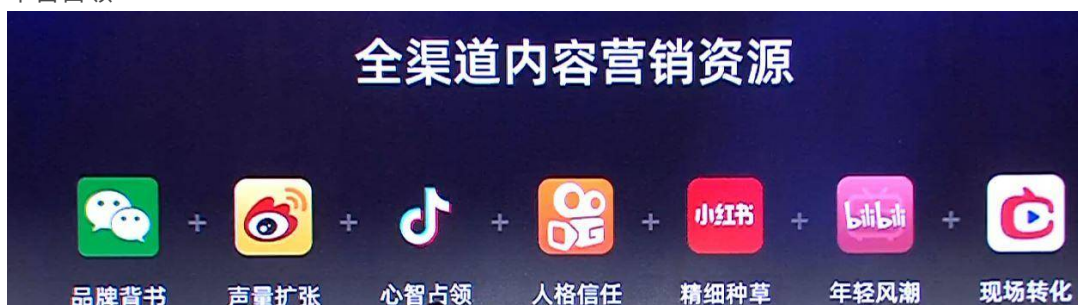 全渠道内容营销资源
小红书
bilibili
+ + + + + +
品牌背书 声量扩张 心智占领 人格信任 精细种草 年轻风潮 现场转化